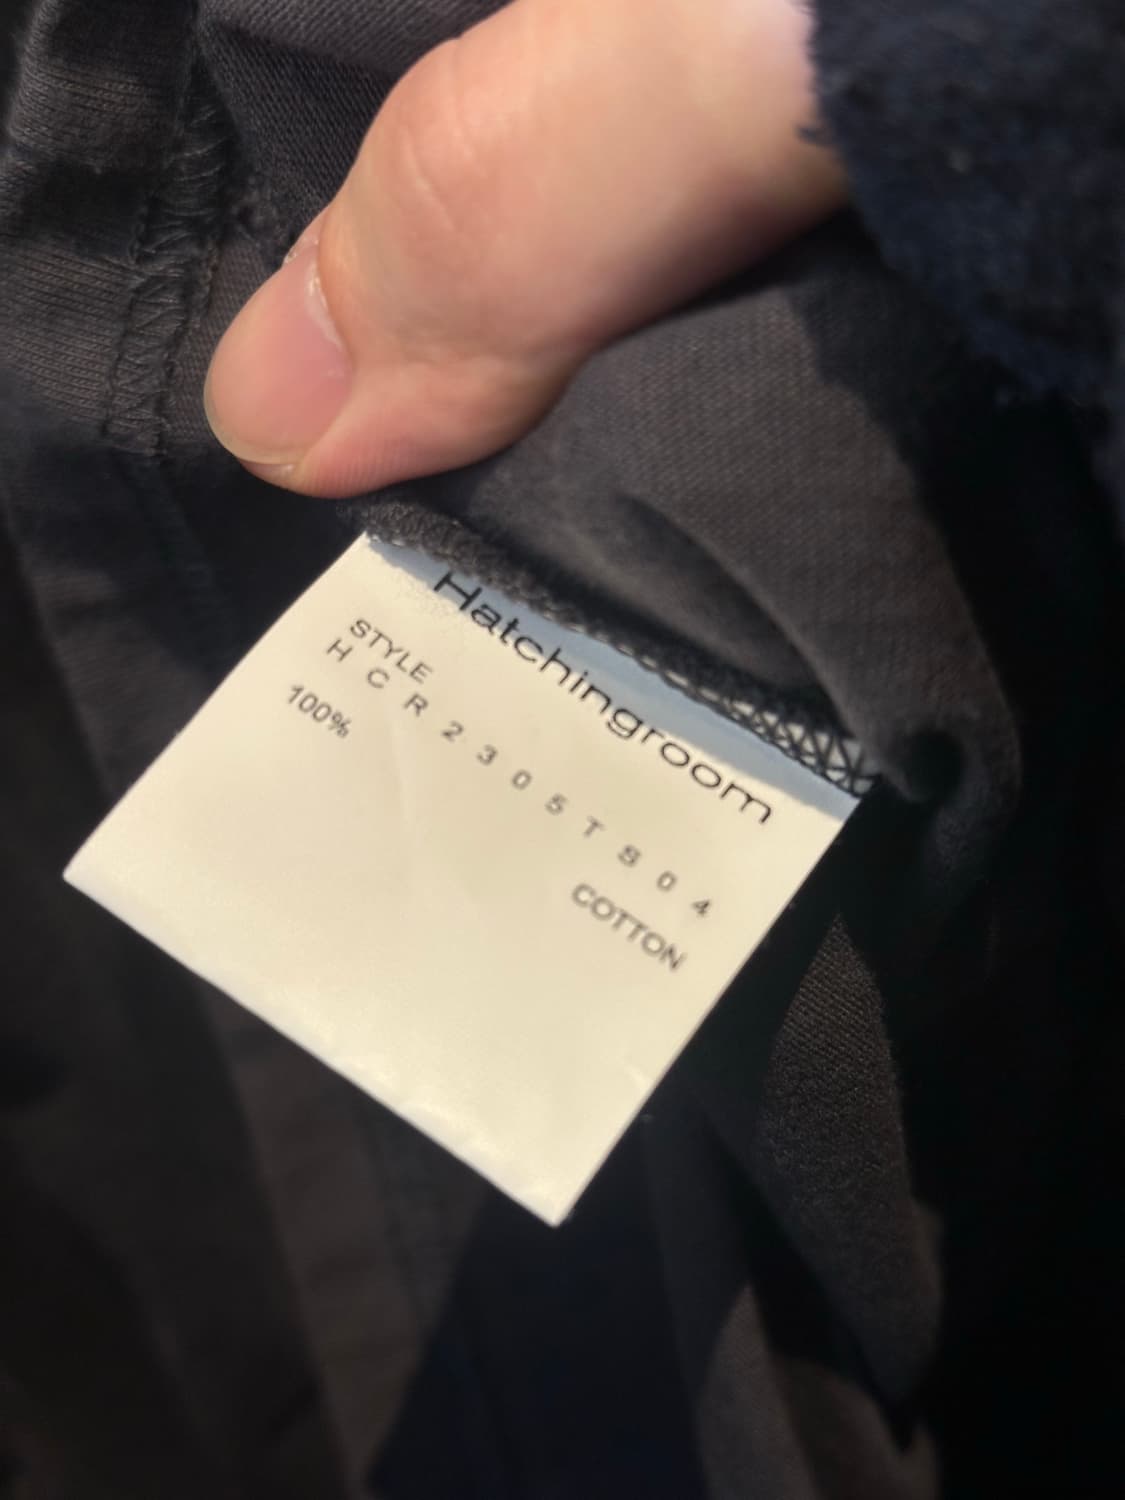 Hatchingroom
STYLE
H C R 2 3 0 5 T S 0 4
100% COTTON